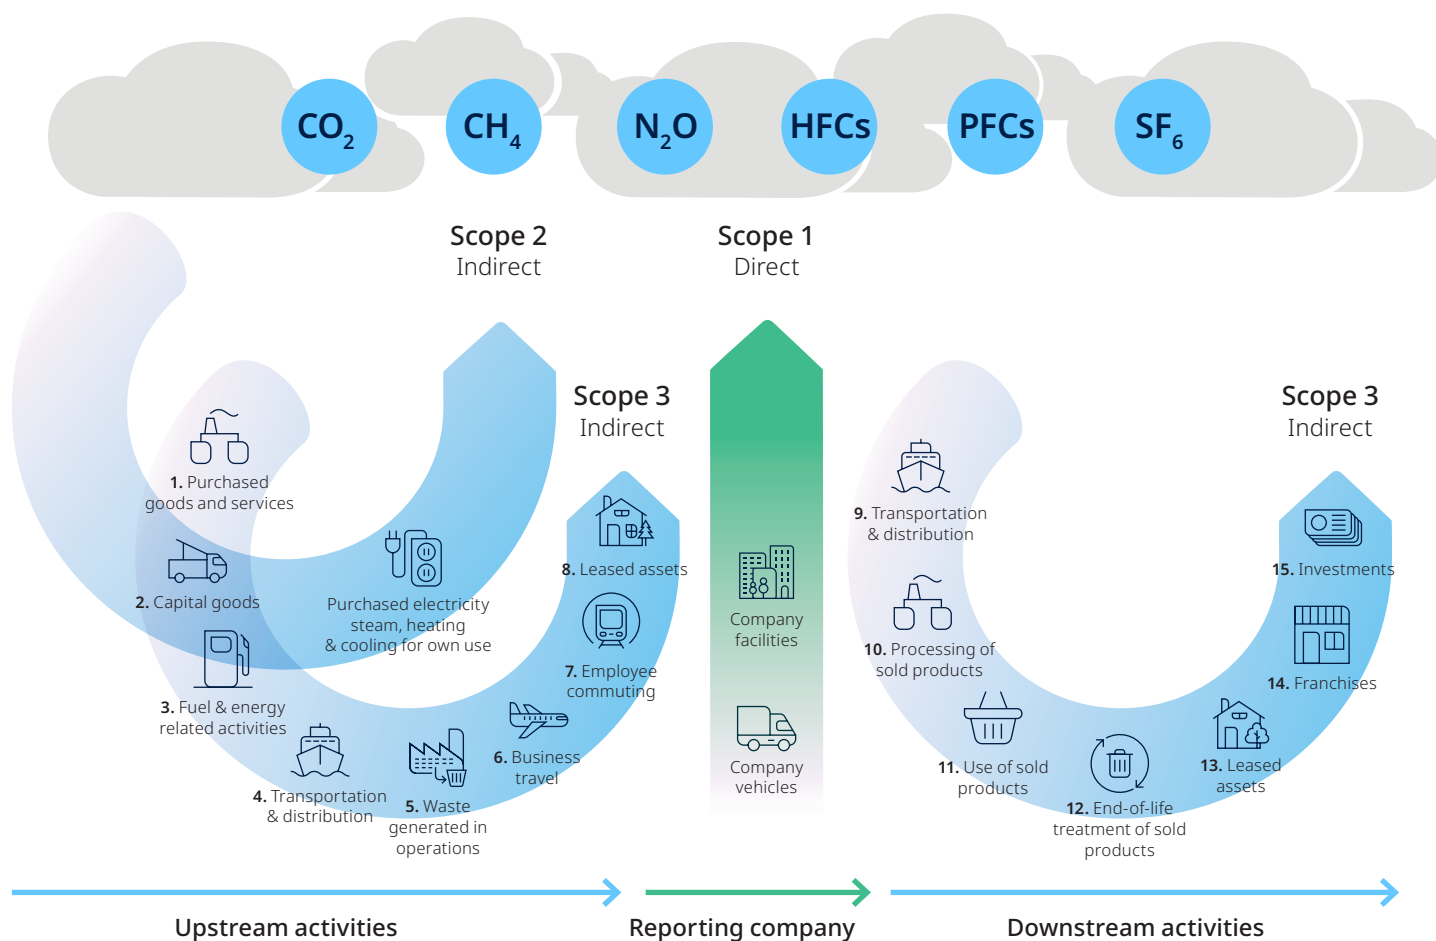 CO₂
CH₄
N₂O
HFCs
PFCs
SF₆
Scope 2
Indirect
Scope 1
Direct
Scope 3
Indirect
Scope 3
Indirect
1. Purchased
goods and services
2. Capital goods
3. Fuel & energy
related activities
4. Transportation
& distribution
5. Waste
generated in
operations
6. Business
travel
7. Employee
commuting
8. Leased assets
Purchased electricity
steam, heating
& cooling for own use
Company
facilities
Company
vehicles
9. Transportation
& distribution
10. Processing of
sold products
11. Use of sold
products
12. End-of-life
treatment of sold
products
13. Leased
assets
14. Franchises
15. Investments
Upstream activities
Reporting company
Downstream activities